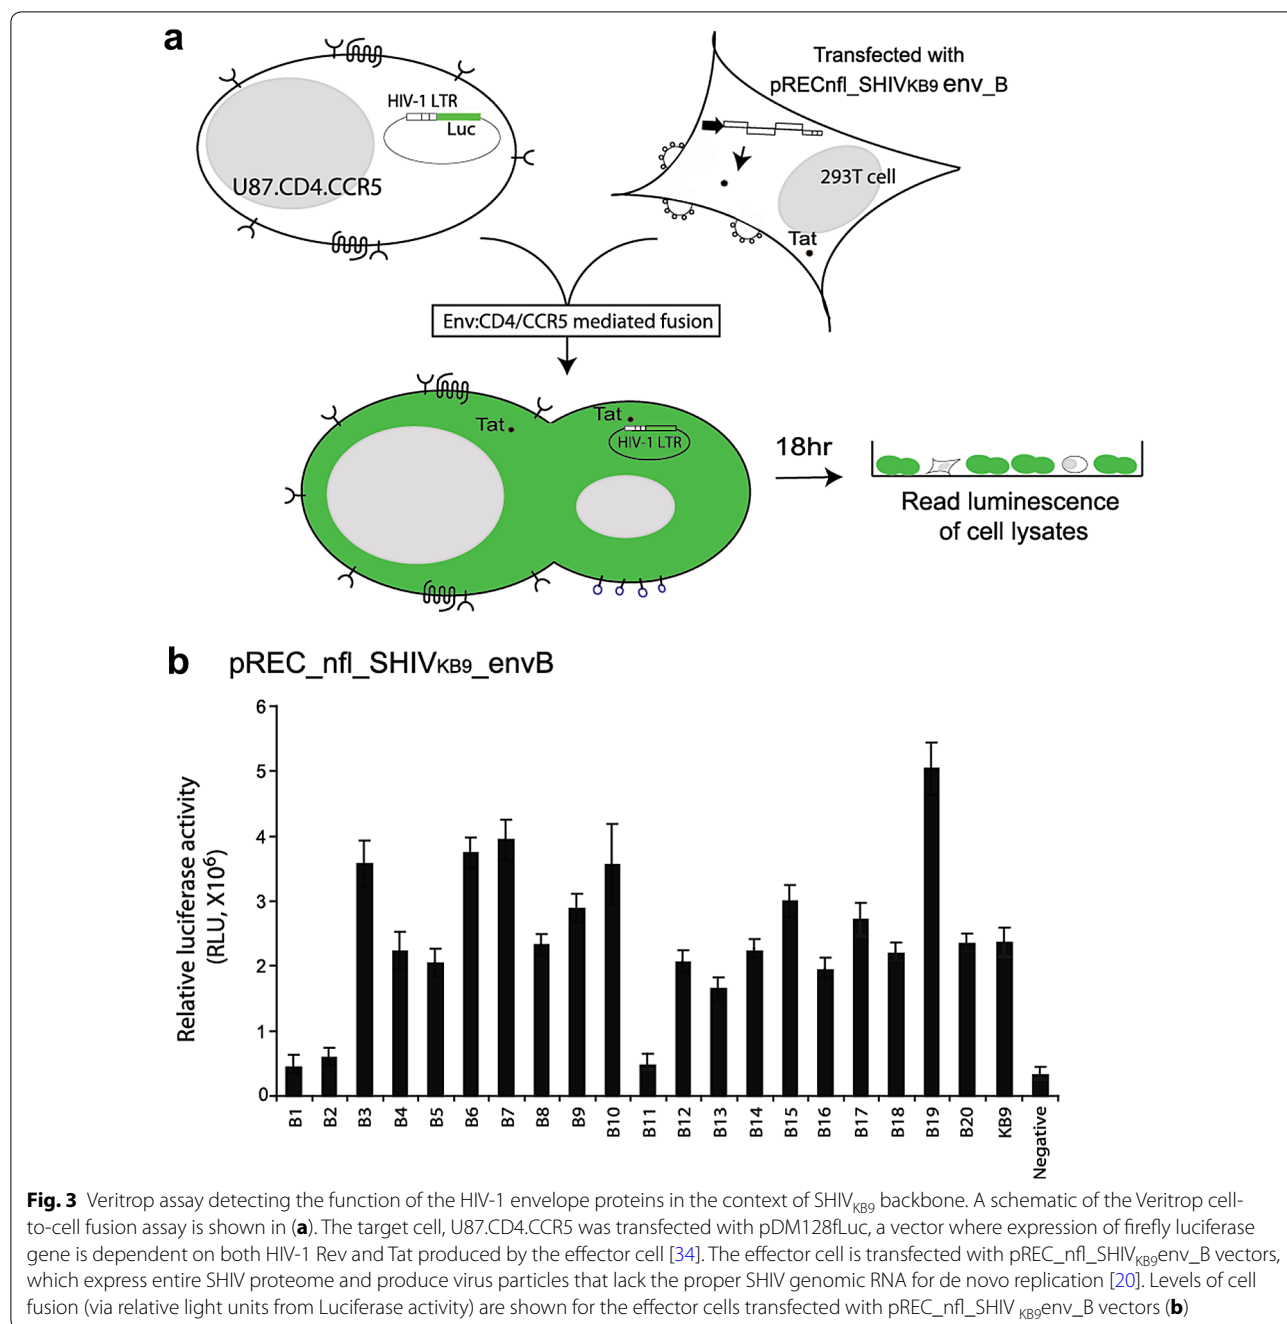 a
Transfected with
pRECnfl_SHIVKB9 env_B
HIV-1 LTR
Luc
U87.CD4.CCR5
293T cell
Tat
Env:CD4/CCR5 mediated fusion
Tat
Tat
HIV-1 LTR
18hr
Read luminescence
of cell lysates
b pREC_nfl_SHIVKB9_envB
Relative luciferase activity
(RLU, X10⁶)
6
5
4
3
2
1
0
B1 B2 B3 B4 B5 B6 B7 B8 B9 B10 B11 B12 B13 B14 B15 B16 B17 B18 B19 B20 KB9 Negative
Fig. 3 Veritrop assay detecting the function of the HIV-1 envelope proteins in the context of SHIVKB9 backbone. A schematic of the Veritrop cell-
to-cell fusion assay is shown in (a). The target cell, U87.CD4.CCR5 was transfected with pDM128fLuc, a vector where expression of firefly luciferase
gene is dependent on both HIV-1 Rev and Tat produced by the effector cell [34]. The effector cell is transfected with pREC_nfl_SHIVKB9env_B vectors,
which express entire SHIV proteome and produce virus particles that lack the proper SHIV genomic RNA for de novo replication [20]. Levels of cell
fusion (via relative light units from Luciferase activity) are shown for the effector cells transfected with pREC_nfl_SHIV KB9env_B vectors (b)